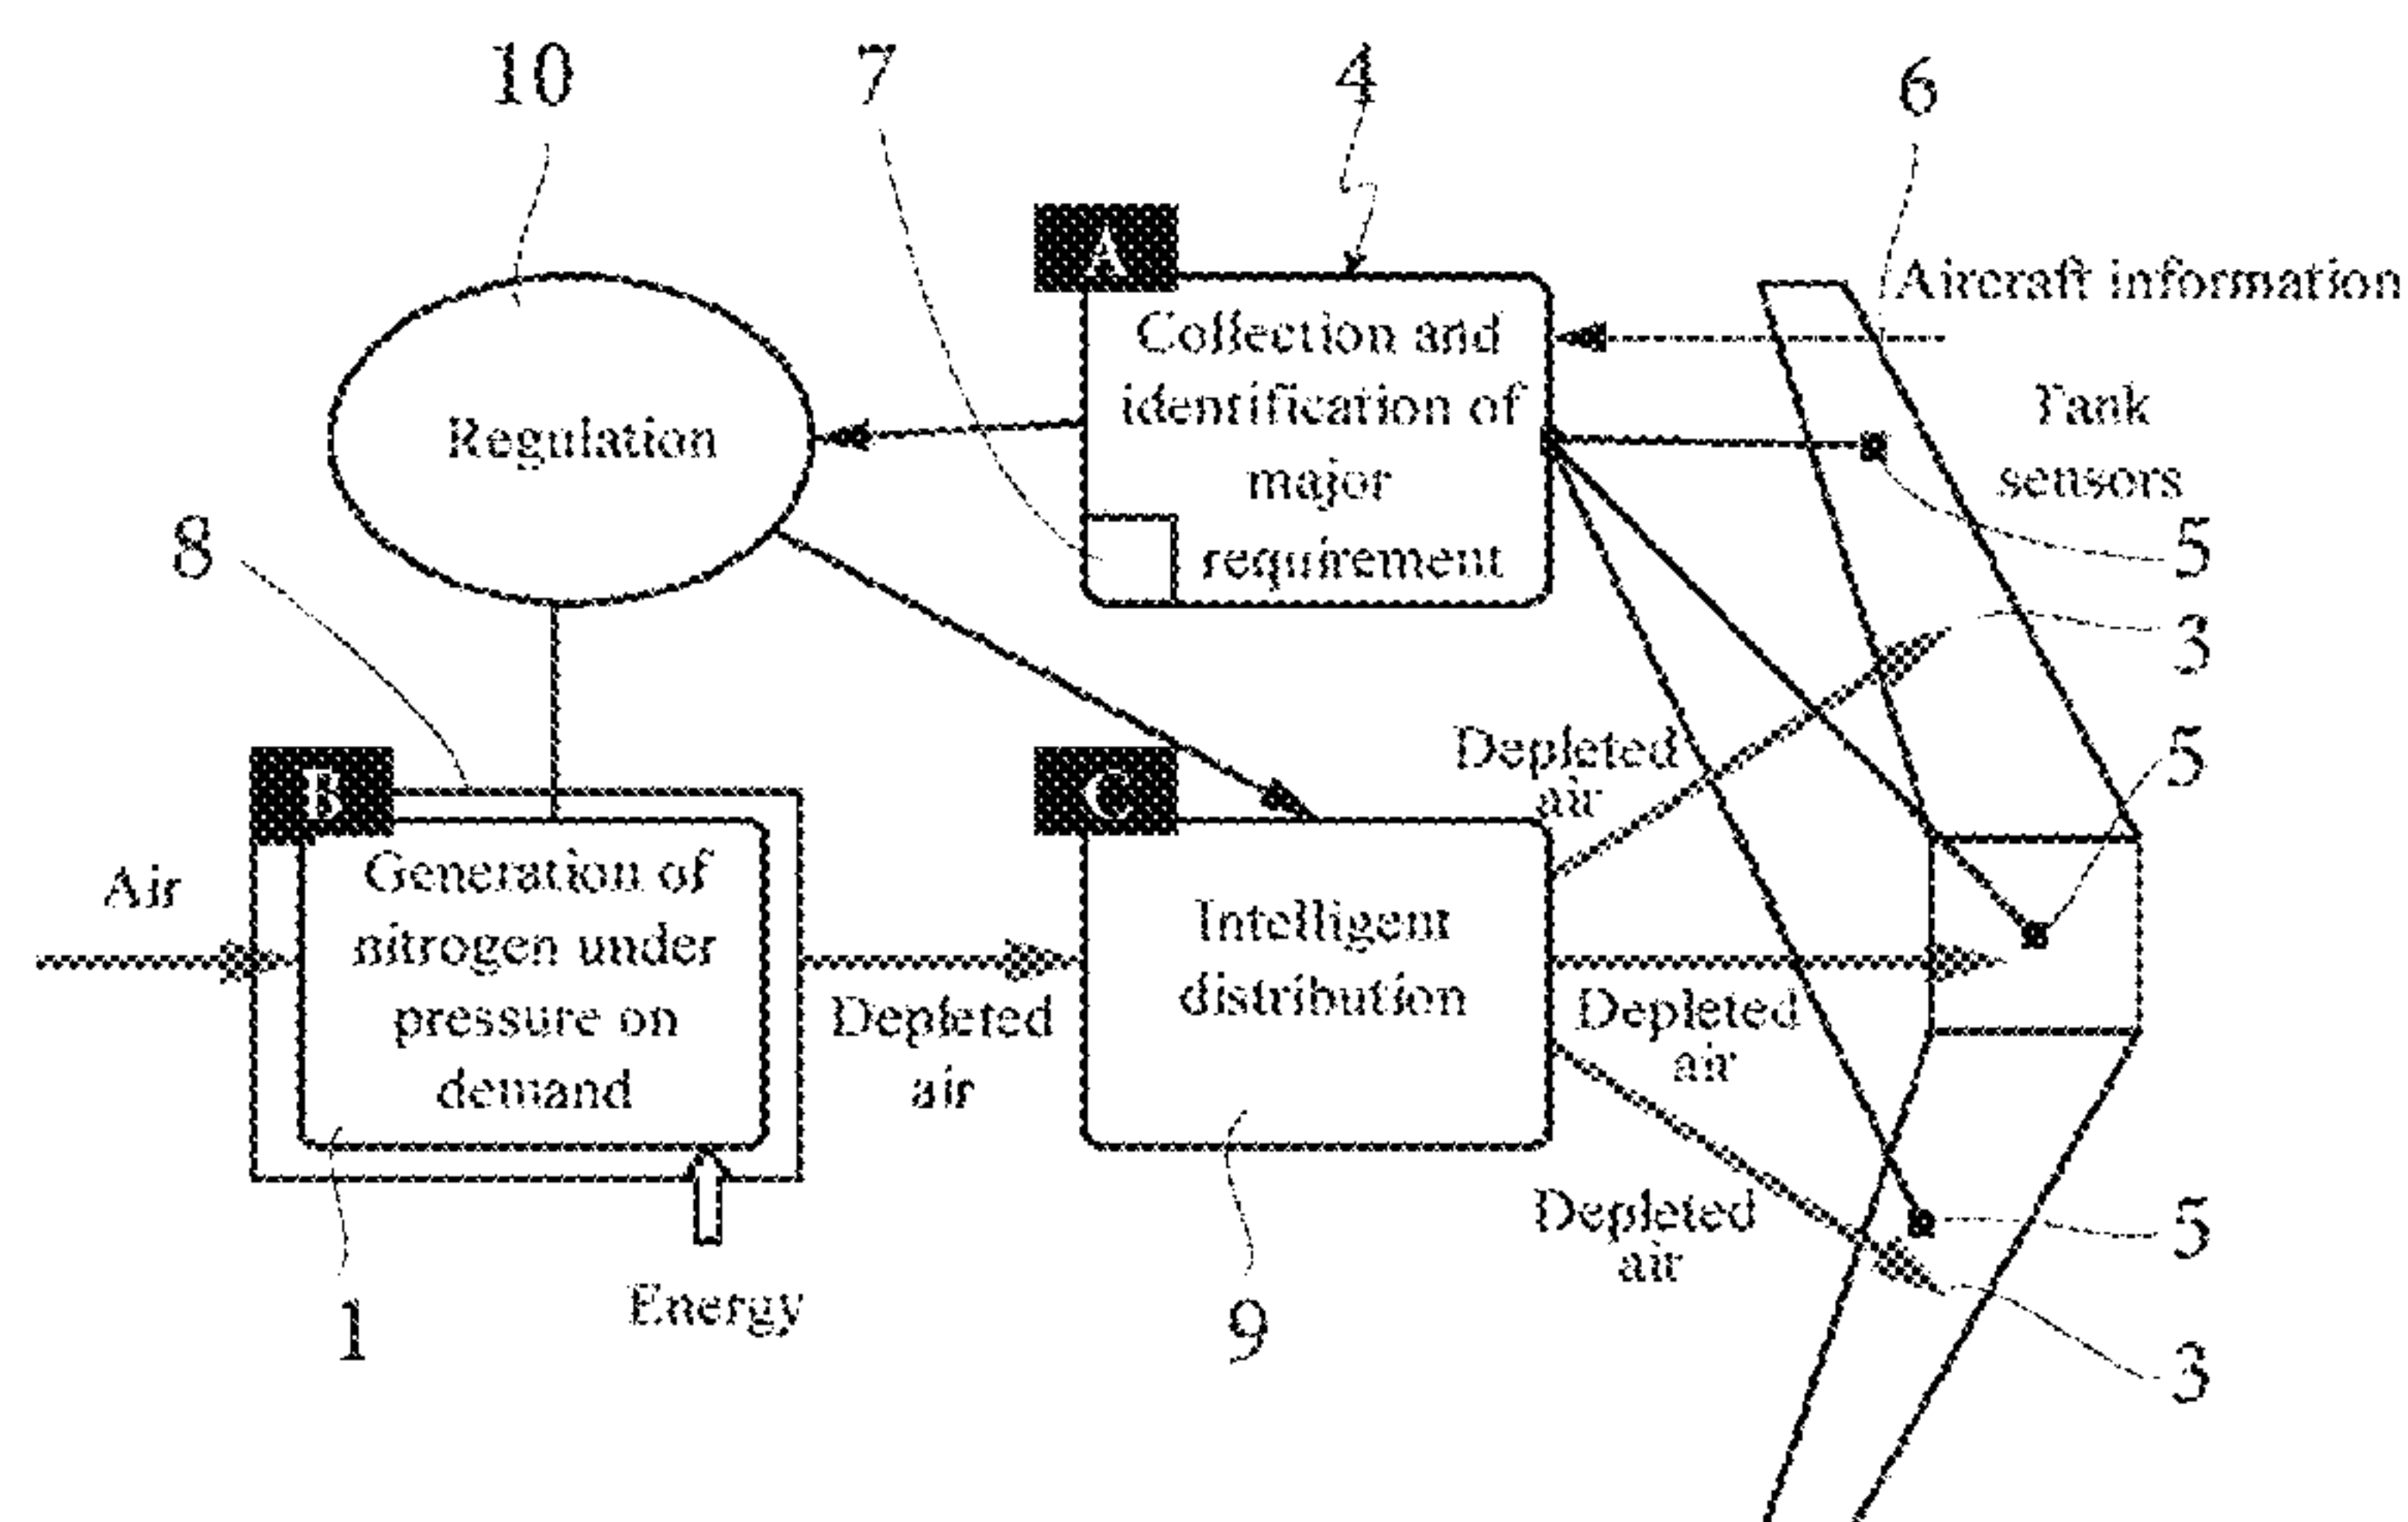 10
7
4
6
A
Aircraft information
Collection and
identification of
major
requirement
Regulation
Tank
sensors
5
3
8
5
B
C
Depleted
air
Air
Generation of
nitrogen under
pressure on
demand
Depleted
air
Intelligent
distribution
Depleted
air
Depleted
air
5
Energy
1
9
3